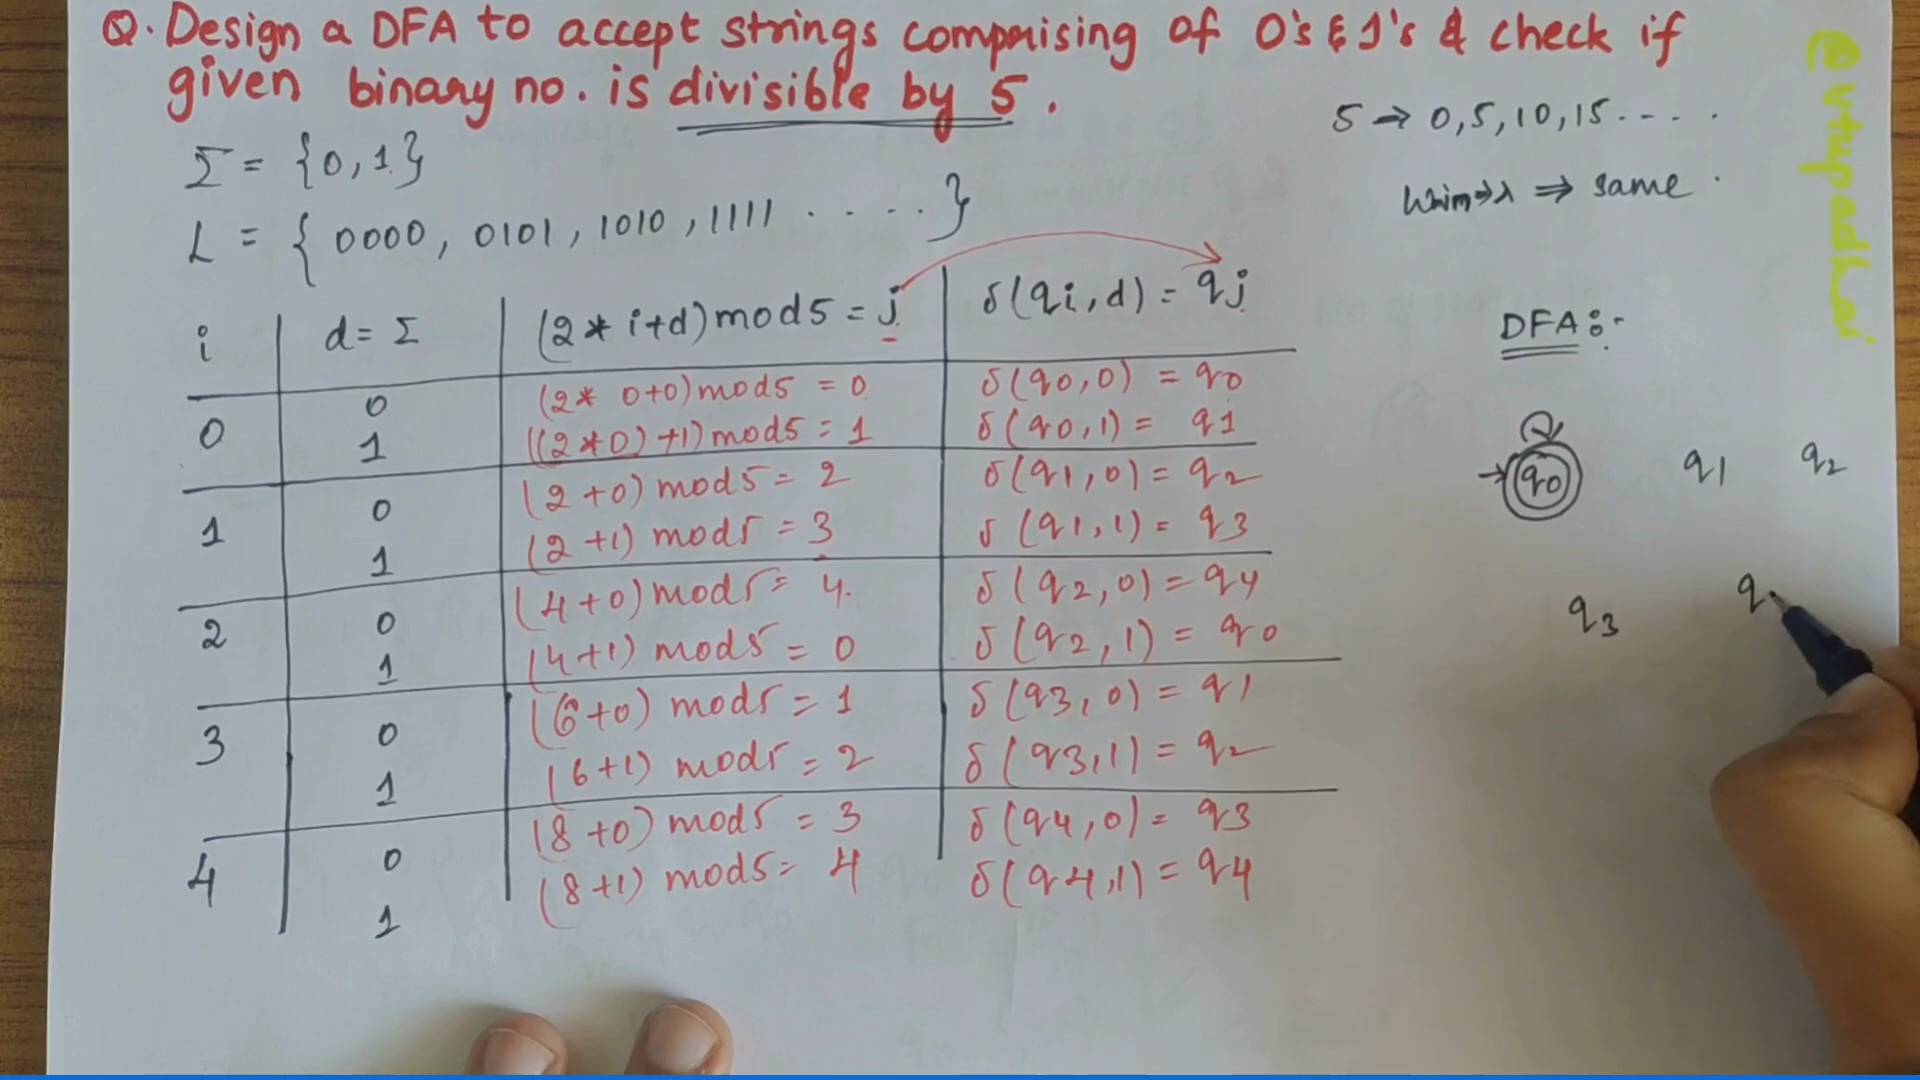 Q. Design a DFA to accept strings comprising of 0's & 1's & check if
given binary no. is divisible by 5.
5 → 0,5,10,15.....
Σ = {0,1}
⇒ same.
L = { 0000, 0101, 1010, 1111 .....}
i d=Σ (2* i+d)mod5 = j δ(qi,d) = qj
DFA:-
0 0 (2* 0+0)mod5 = 0 δ(q0,0) = q0
1 ((2*0)+1)mod5 = 1 δ(q0,1) = q1
q0 q1 q2
1 0 (2+0) mod5 = 2 δ(q1,0) = q2
1 (2+1) mod5 = 3 δ(q1,1) = q3
2 0 (4+0)mod5 = 4. δ(q2,0) = q4
1 (4+1) mod5 = 0 δ(q2,1) = q0
q3 q
3 0 (6+0) mod5 = 1 δ(q3,0) = q1
1 (6+1) mod5 = 2 δ(q3,1) = q2
4 0 (8+0) mod5 = 3 δ(q4,0) = q3
1 (8+1) mod5 = 4 δ(q4,1) = q4
@vtupadhai